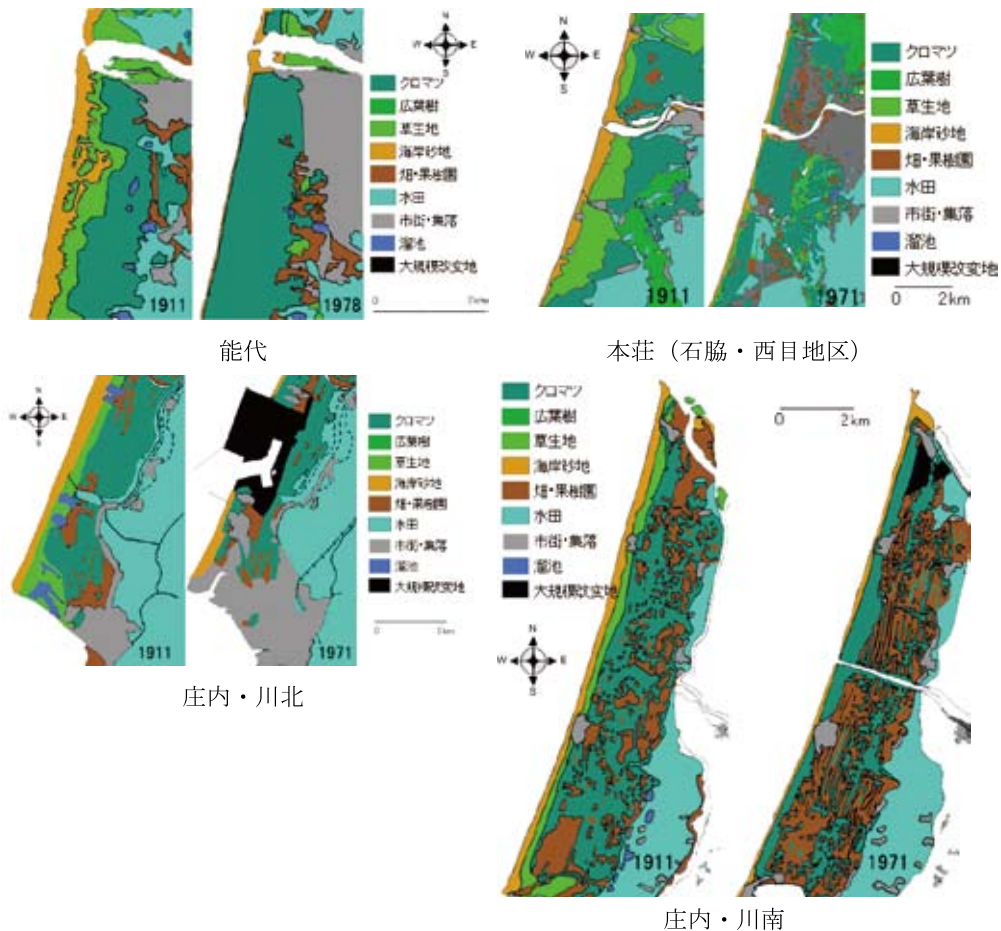 N
W
E
S
クロマツ
広葉樹
草生地
海岸砂地
畑・果樹園
水田
市街・集落
溜池
大規模改変地
0
2km
1911
1978
能代
N
W
E
S
クロマツ
広葉樹
草生地
海岸砂地
畑・果樹園
水田
市街・集落
溜池
大規模改変地
0 2km
1911
1971
本荘（石脇・西目地区）
N
W
E
S
クロマツ
広葉樹
草生地
海岸砂地
畑・果樹園
水田
市街・集落
溜池
大規模改変地
0
1911
1971
庄内・川北
クロマツ
広葉樹
草生地
海岸砂地
畑・果樹園
水田
市街・集落
溜池
大規模改変地
0 2km
N
W
E
S
1911
1971
庄内・川南